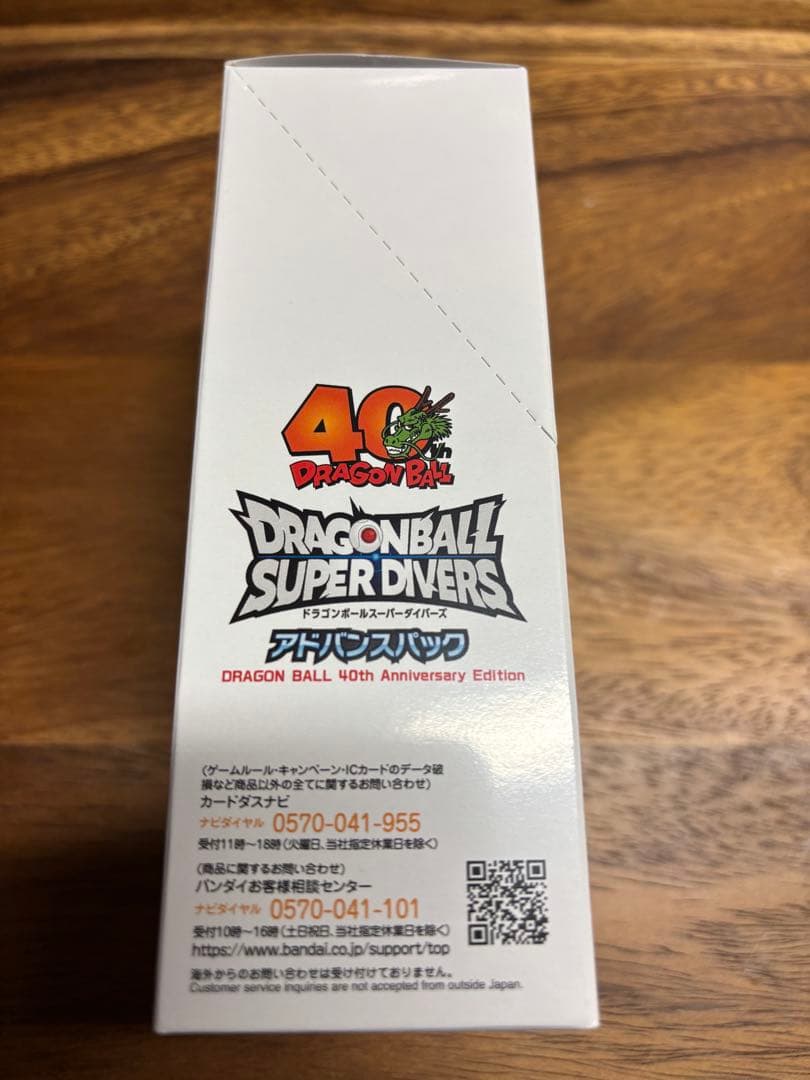 40th
DRAGON BALL
DRAGONBALL
SUPER DIVERS
ドラゴンボールスーパーダイバーズ
アドバンスパック
DRAGON BALL 40th Anniversary Edition
(ゲームルール・キャンペーン・ICカードのデータ破
損など商品以外の全てに関するお問い合わせ)
カードダスナビ
ナビダイヤル 0570-041-955
受付11時~18時(火曜日、当社指定休業日を除く)
(商品に関するお問い合わせ)
バンダイお客様相談センター
ナビダイヤル 0570-041-101
受付10時~16時(土日祝日、当社指定休業日を除く)
https://www.bandai.co.jp/support/top
海外からのお問い合わせは受け付けておりません。
Customer service inquiries are not accepted from outside Japan.